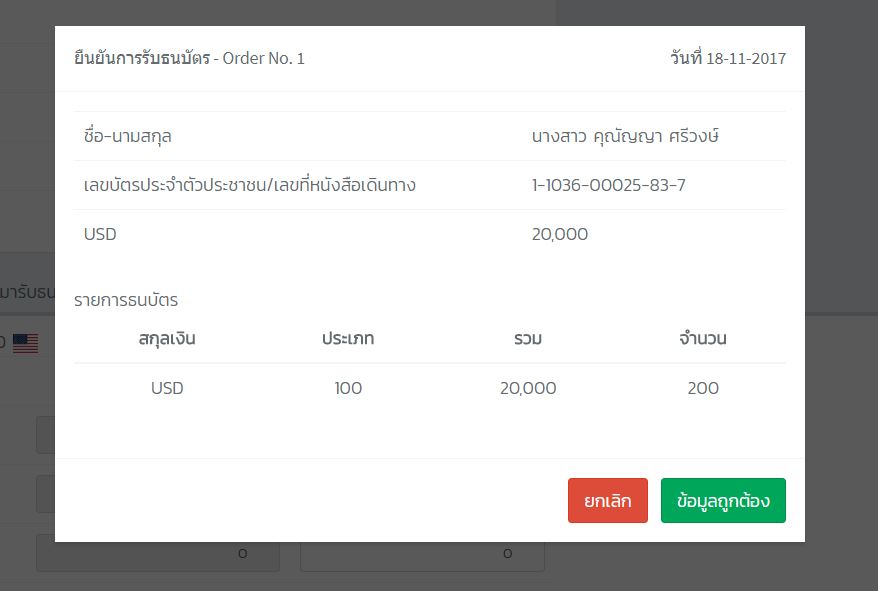 ยืนยันการรับธนบัตร - Order No. 1 วันที่ 18-11-2017
ชื่อ-นามสกุล นางสาว คุณัญญา ศรีวงษ์
เลขบัตรประจำตัวประชาชน/เลขที่หนังสือเดินทาง 1-1036-00025-83-7
USD 20,000
มารับธน
รายการธนบัตร
สกุลเงิน ประเภท รวม จำนวน
USD 100 20,000 200
ยกเลิก ข้อมูลถูกต้อง
0 0